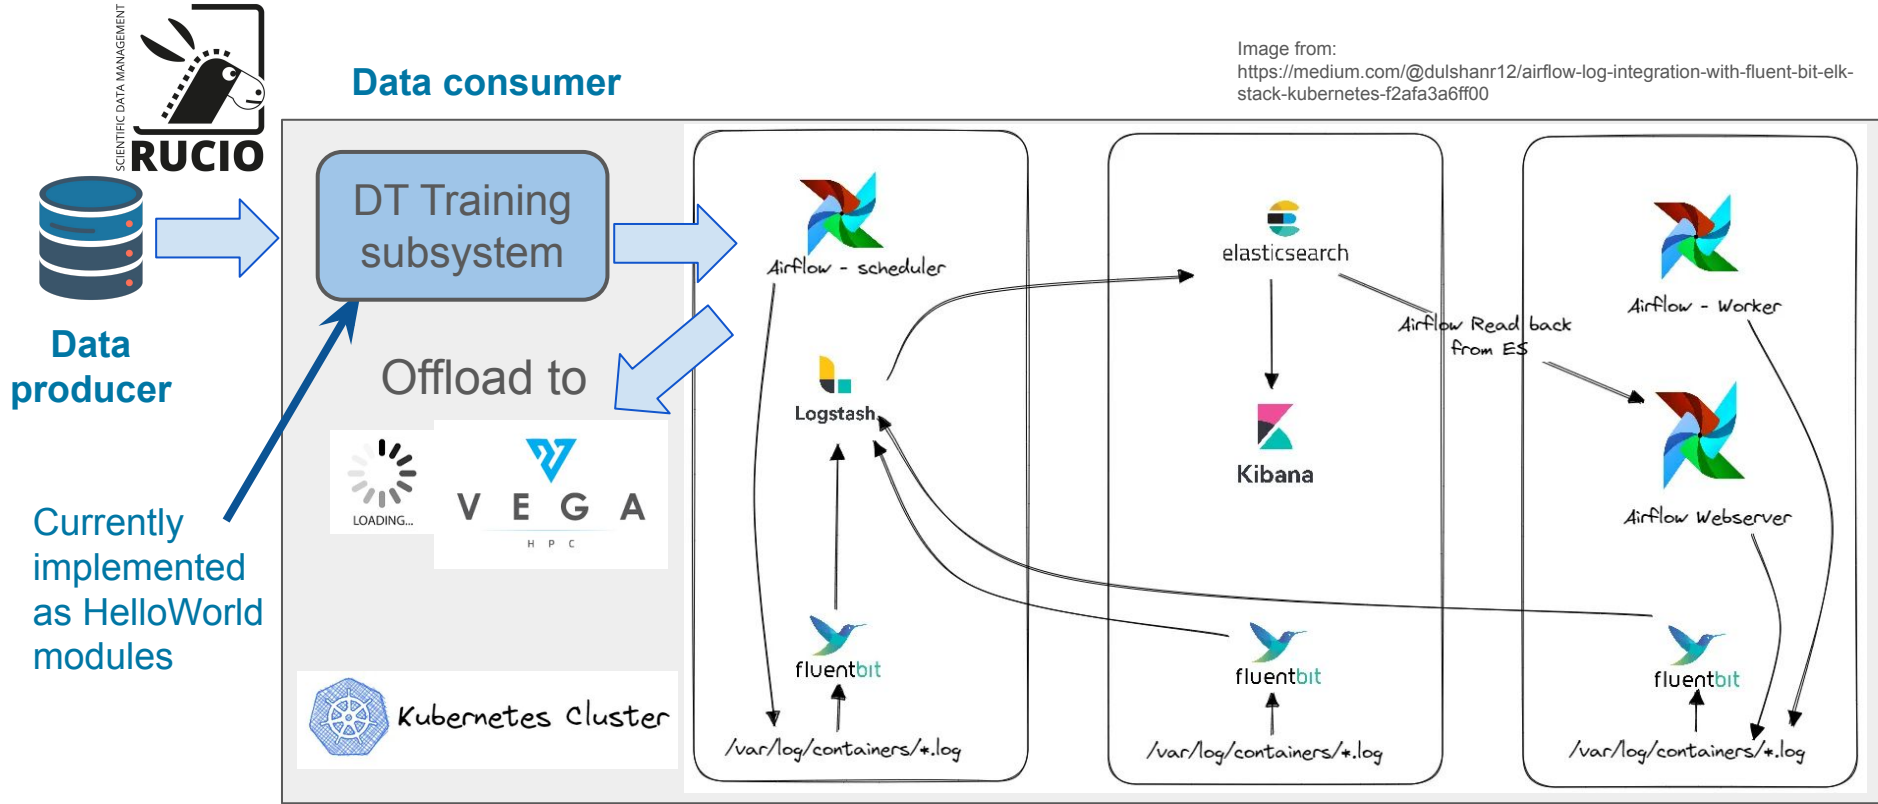 SCIENTIFIC DATA MANAGEMENT
RUCIO
Data consumer
Image from:
https://medium.com/@dulshanr12/airflow-log-integration-with-fluent-bit-elk-
stack-kubernetes-f2afa3a6ff00
Data
producer
DT Training
subsystem
Offload to
LOADING...
VEGA
HPC
Currently
implemented
as HelloWorld
modules
Kubernetes Cluster
Airflow - scheduler
Logstash
fluentbit
/var/log/containers/*.log
elasticsearch
Airflow Read back
from ES
Kibana
fluentbit
/var/log/containers/*.log
Airflow - Worker
Airflow Webserver
fluentbit
/var/log/containers/*.log